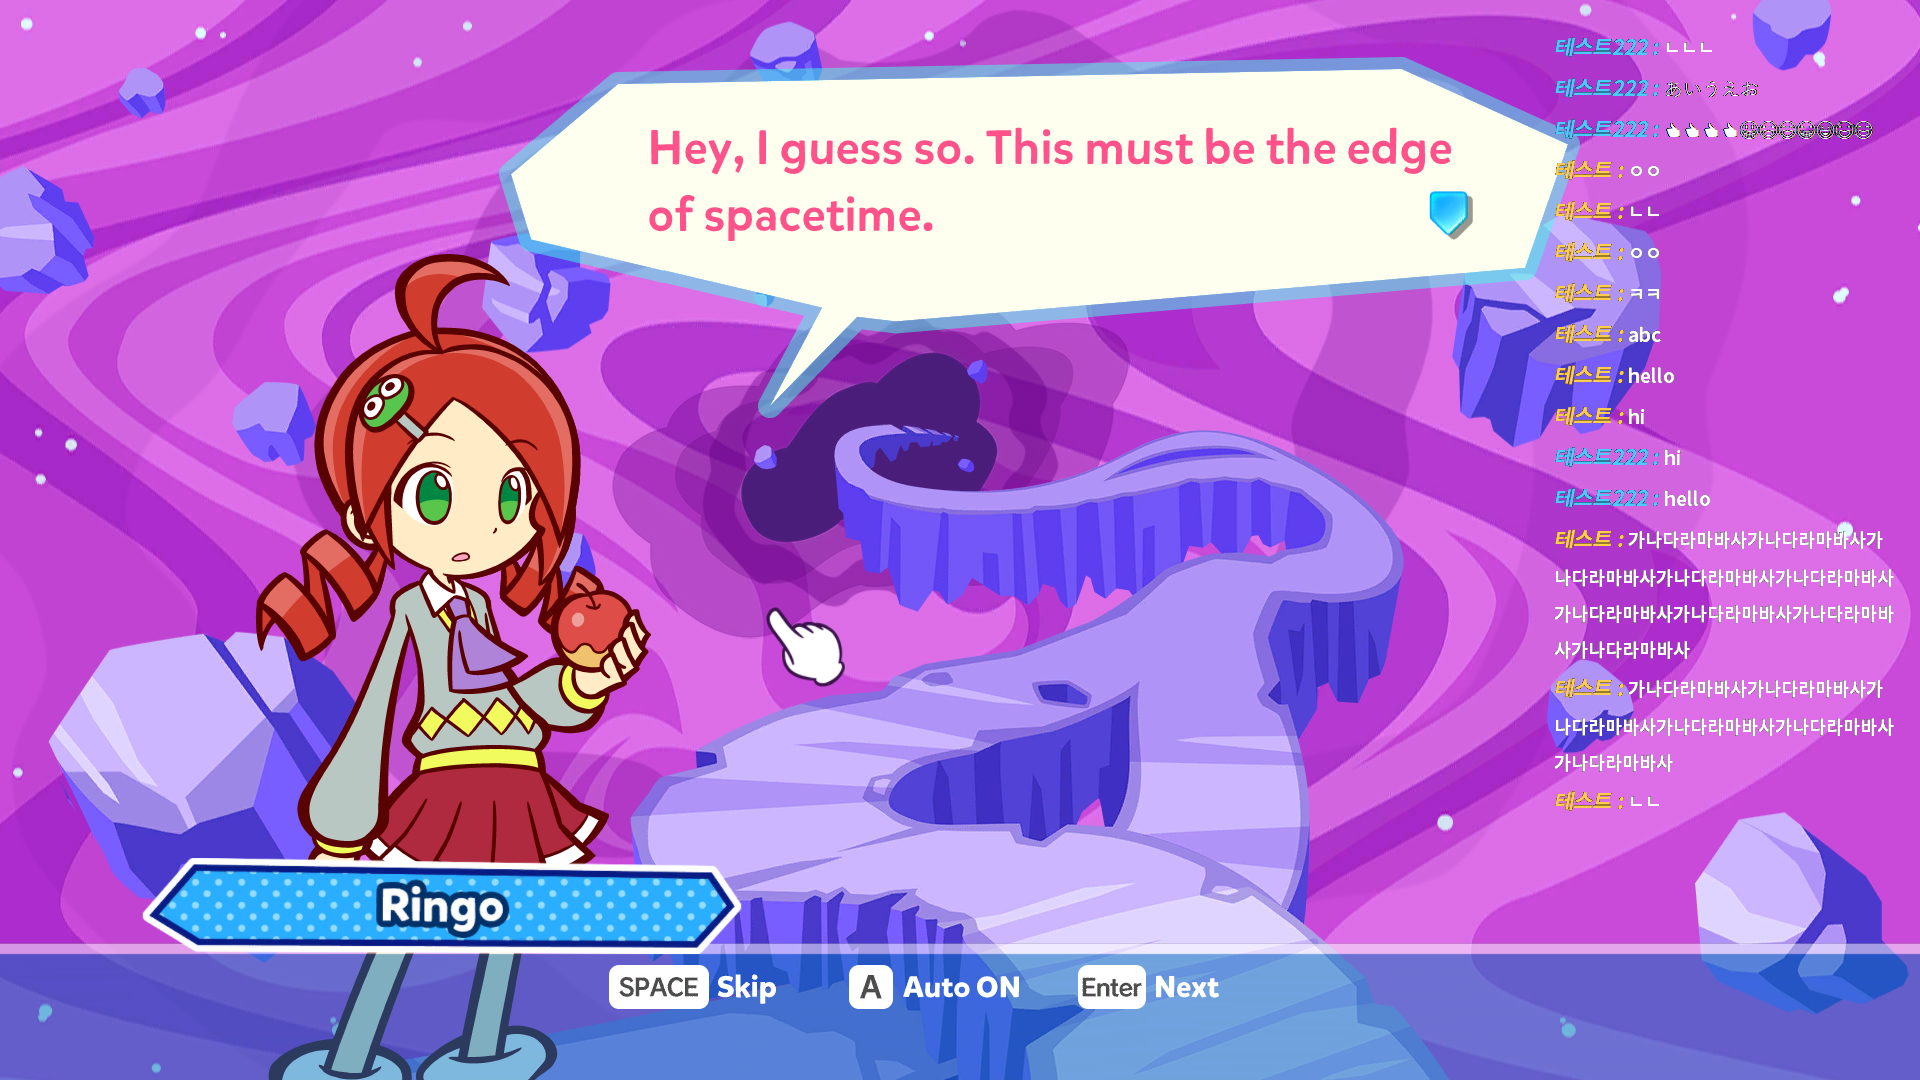 Hey, I guess so. This must be the edge
of spacetime.
Ringo
SPACE Skip
A Auto ON
Enter Next
테스트222 : ㄴㄴㄴ
테스트222 : あいうえお
테스트222 :
테스트 : ㅇㅇ
테스트 : ㄴㄴ
테스트 : ㅇㅇ
테스트 : ㅋㅋ
테스트 : abc
테스트 : hello
테스트 : hi
테스트222 : hi
테스트222 : hello
테스트 : 가나다라마바사가나다라마바사가
나다라마바사가나다라마바사가나다라마바사
가나다라마바사가나다라마바사가나다라마바
사가나다라마바사
테스트 : 가나다라마바사가나다라마바사가
나다라마바사가나다라마바사가나다라마바사
가나다라마바사
테스트 : ㄴㄴ